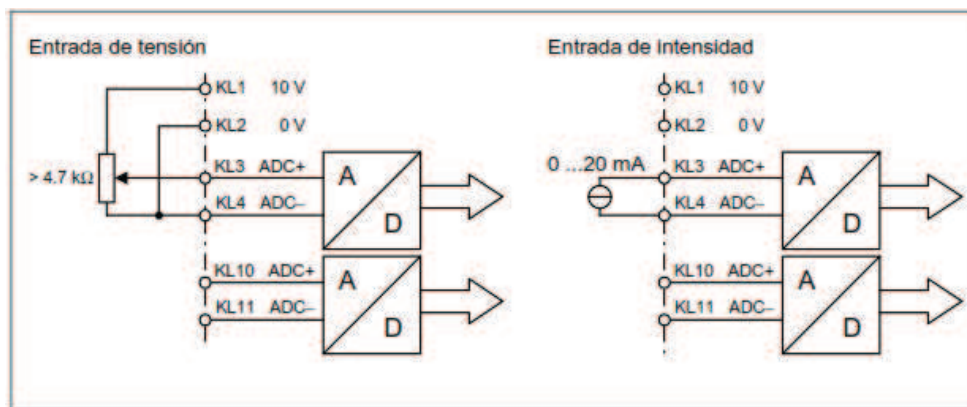 Entrada de tensión
KL1 10 V
KL2 0 V
> 4.7 kΩ
KL3 ADC+
KL4 ADC–
A
D
KL10 ADC+
KL11 ADC–
A
D
Entrada de intensidad
KL1 10 V
KL2 0 V
0 ...20 mA
KL3 ADC+
KL4 ADC–
A
D
KL10 ADC+
KL11 ADC–
A
D